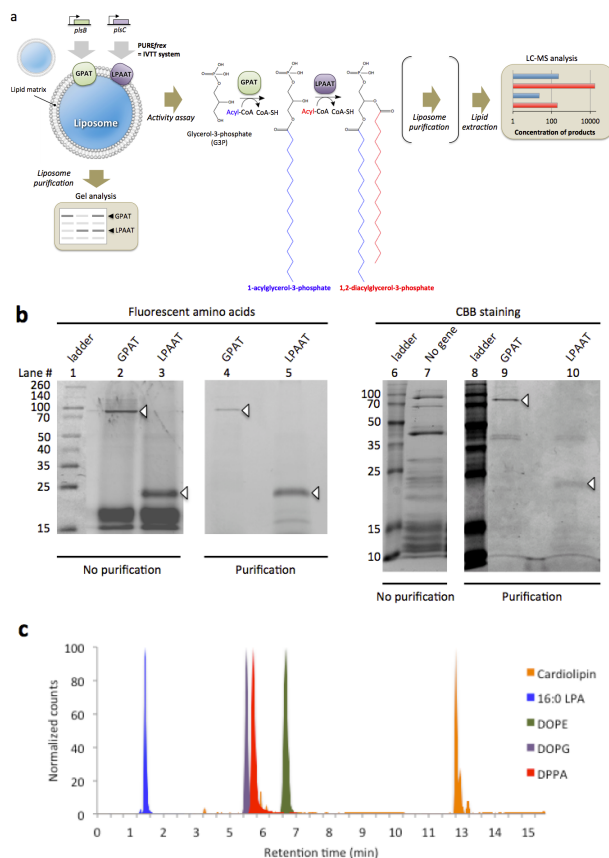 a
plsB
plsC
PUREfrex
= IVTT system
GPAT
LPAAT
Lipid matrix
Liposome
Activity assay
Glycerol-3-phosphate
(G3P)
GPAT
Acyl-CoA
CoA-SH
LPAAT
Acyl-CoA
CoA-SH
Liposome
purification
Lipid
extraction
LC-MS analysis
1
100
10000
Concentration of products
Liposome
purification
Gel analysis
GPAT
LPAAT
1-acylglycerol-3-phosphate
1,2-diacylglycerol-3-phosphate
b
Fluorescent amino acids
CBB staining
ladder
GPAT
LPAAT
GPAT
LPAAT
ladder
No gene
ladder
GPAT
LPAAT
Lane # 1 2 3 4 5 6 7 8 9 10
260
140
100
70
50
40
35
25
15
100
70
50
35
25
15
10
No purification
Purification
No purification
Purification
c
Normalized counts
100
80
60
40
20
0
0 1 2 3 4 5 6 7 8 9 10 11 12 13 14 15
Retention time (min)
Cardiolipin
16:0 LPA
DOPE
DOPG
DPPA